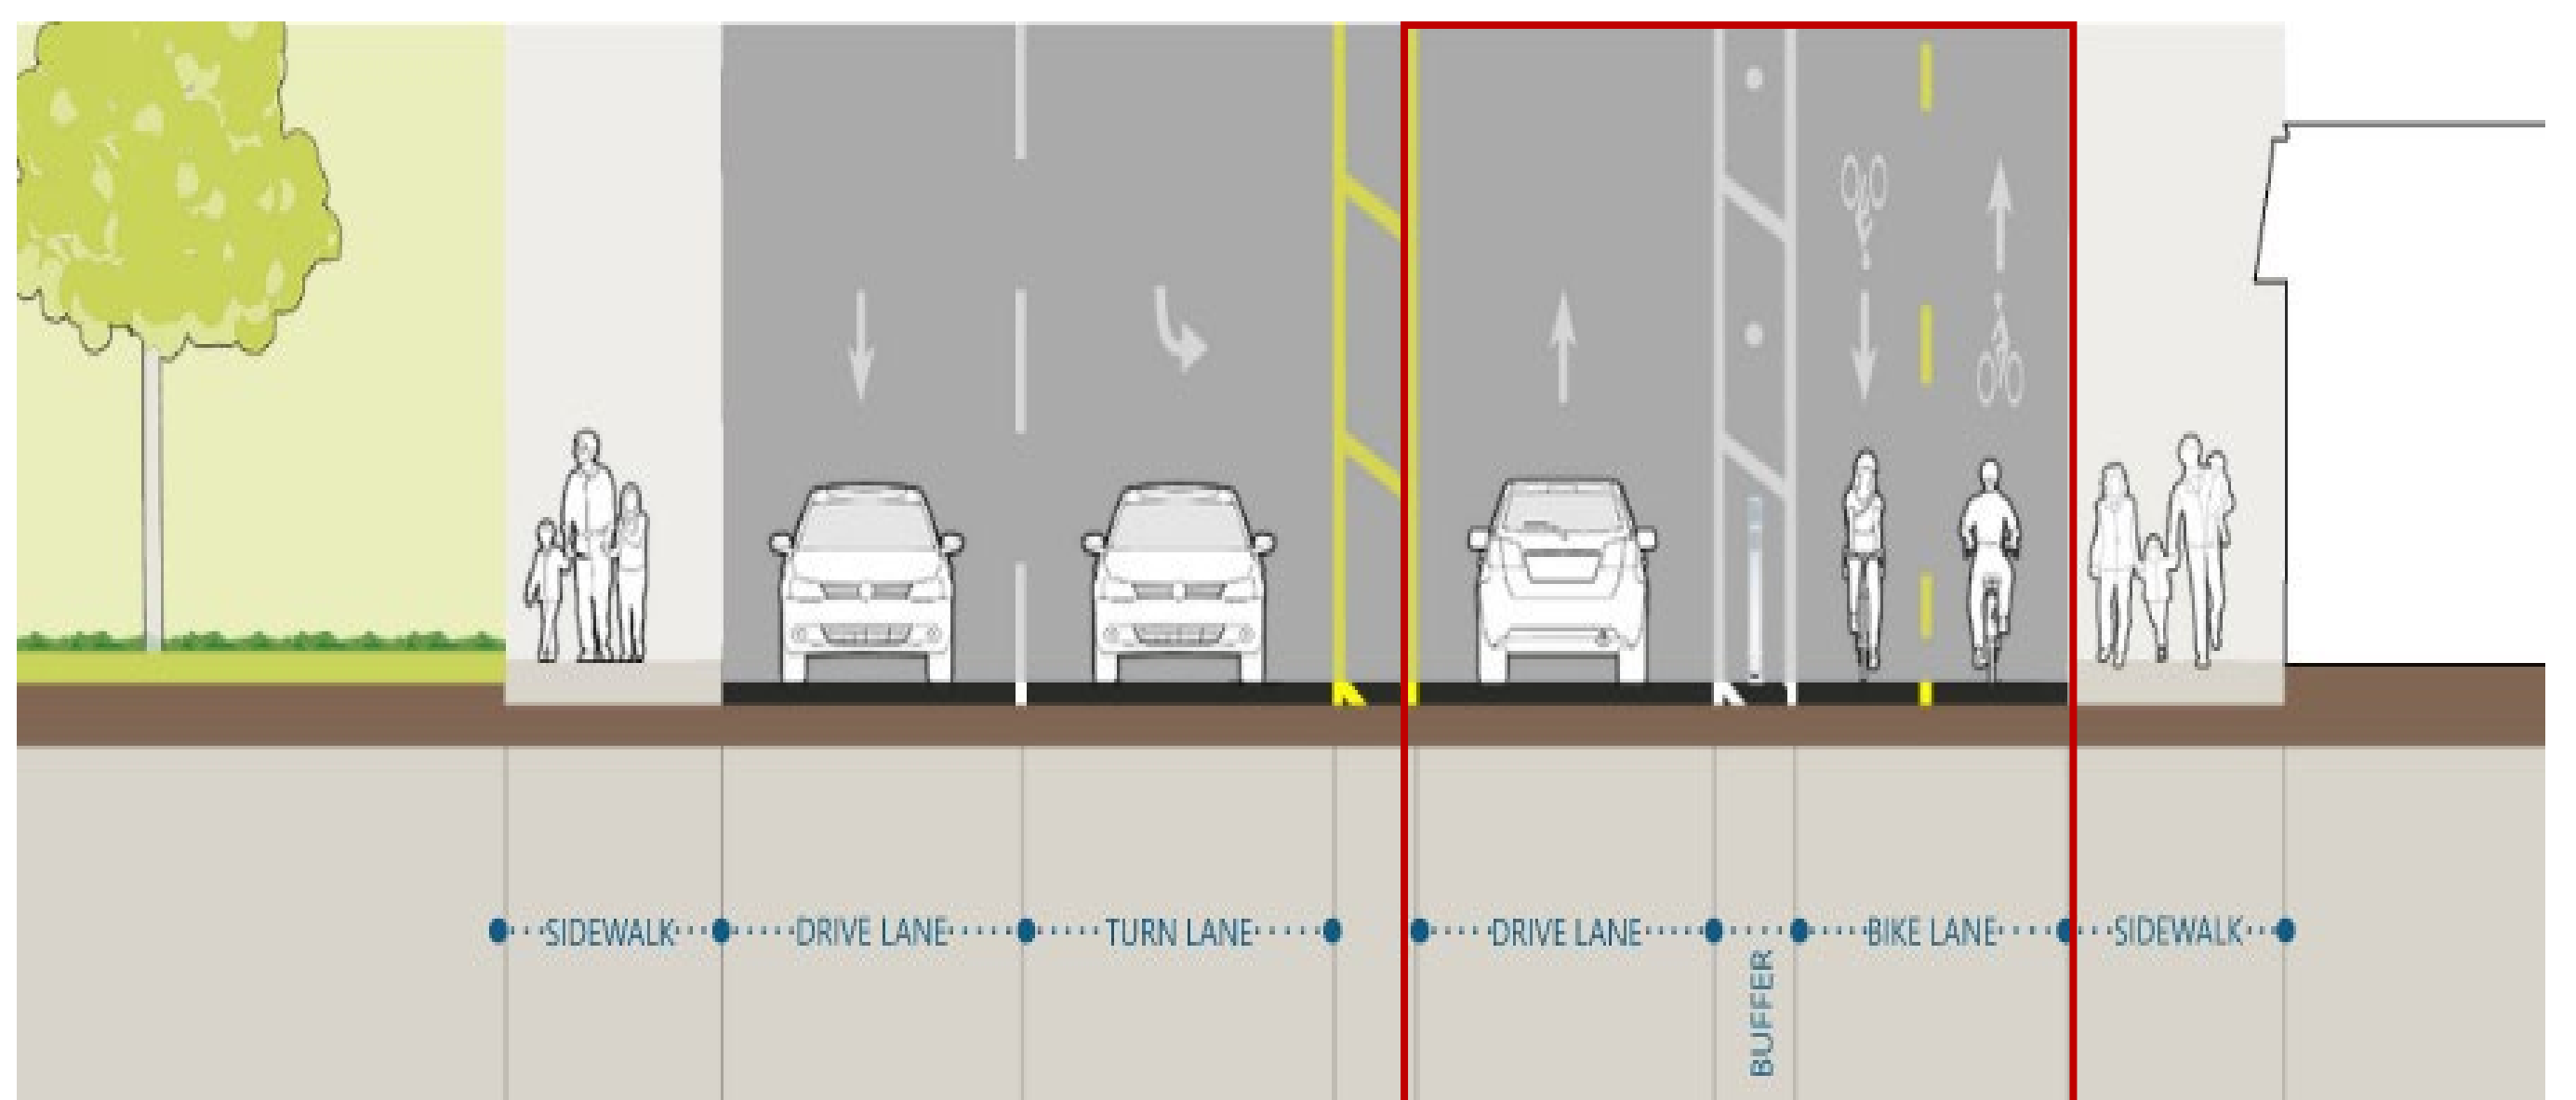 SIDEWALK
DRIVE LANE
TURN LANE
DRIVE LANE
BUFFER
BIKE LANE
SIDEWALK